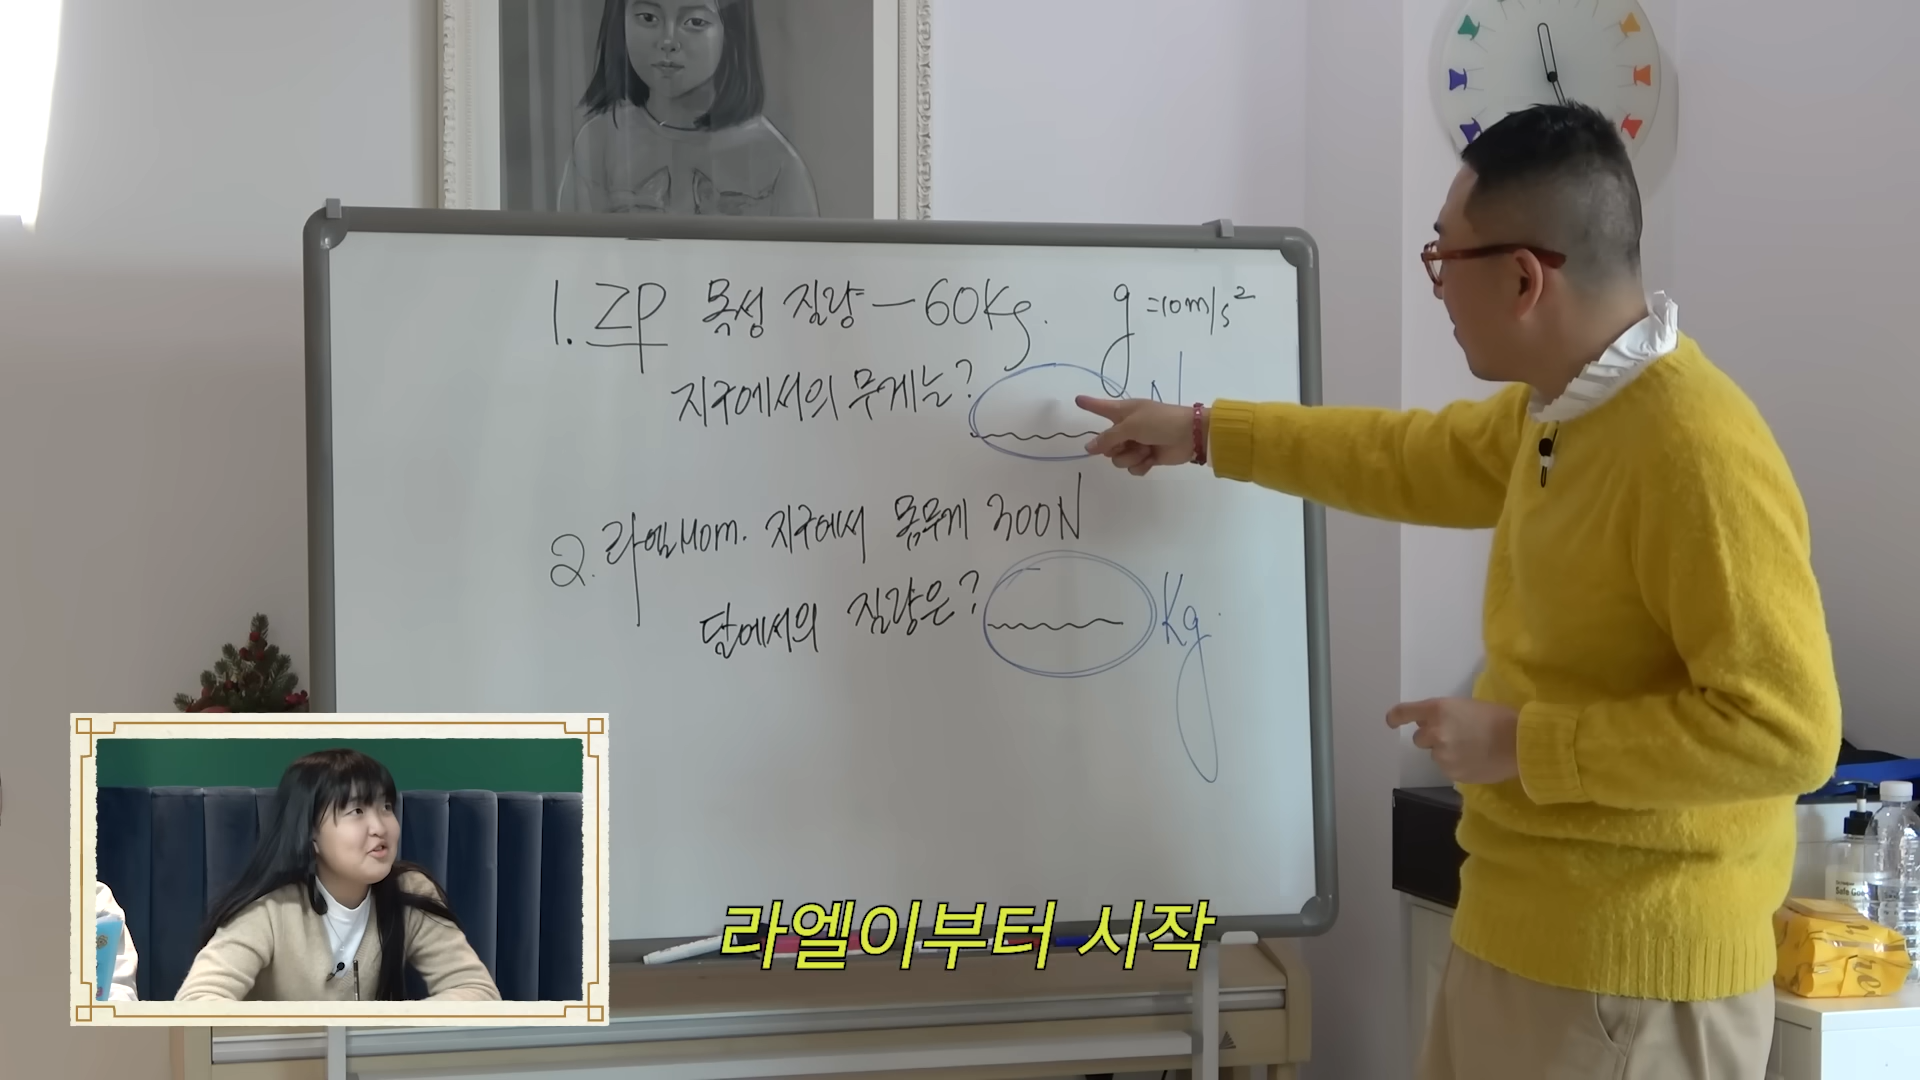 1. ZP 목성 질량 — 60Kg. g=10m/s²
지구에서의 무게는? N
2. 라엘Mom. 지구에서 몸무게 300N
달에서의 질량은? Kg.
라엘이부터 시작